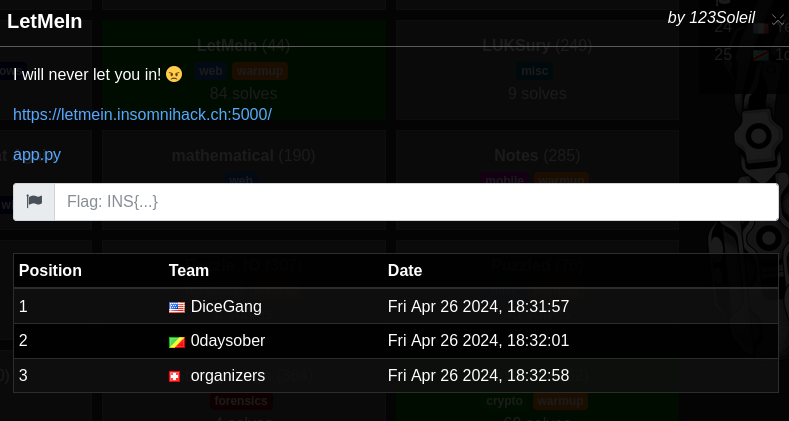 LetMeIn
by 123Soleil
24
LetMeIn (44)
LUKSury (249)
25
web warmup
misc
I will never let you in! 😠
84 solves
9 solves
https://letmein.insomnihack.ch:5000/
app.py
mathematical (190)
Notes (285)
web
mobile warmup
Flag: INS{...}
Position Team Date
1 DiceGang Fri Apr 26 2024, 18:31:57
2 0daysober Fri Apr 26 2024, 18:32:01
3 organizers Fri Apr 26 2024, 18:32:58
forensics
crypto warmup